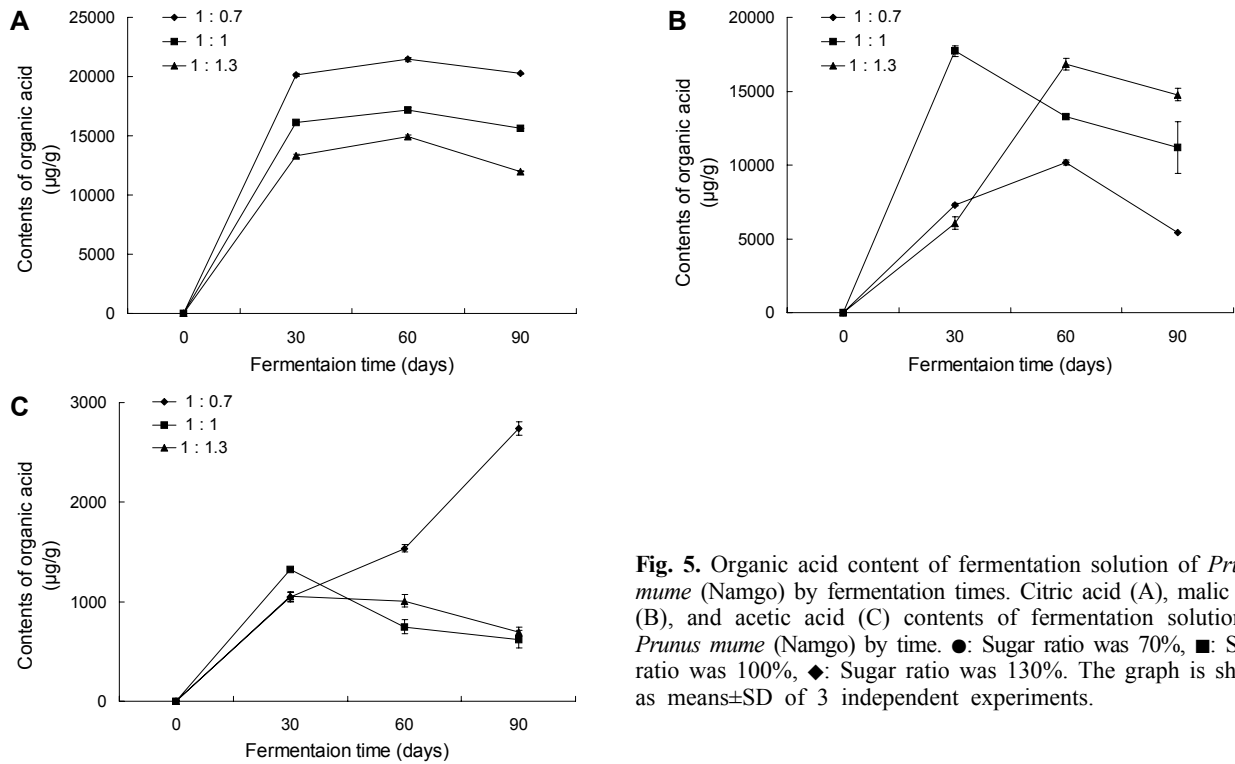 A
1 : 0.7
1 : 1
1 : 1.3
25000
20000
15000
10000
5000
0
Contents of organic acid
(µg/g)
0 30 60 90
Fermentaion time (days)
B
1 : 0.7
1 : 1
1 : 1.3
20000
15000
10000
5000
0
Contents of organic acid
(µg/g)
0 30 60 90
Fermentaion time (days)
C
1 : 0.7
1 : 1
1 : 1.3
3000
2000
1000
0
Contents of organic acid
(µg/g)
0 30 60 90
Fermentaion time (days)
Fig. 5. Organic acid content of fermentation solution of
mume (Namgo) by fermentation times. Citric acid (A), malic
(B), and acetic acid (C) contents of fermentation solution
Prunus mume (Namgo) by time. ●: Sugar ratio was 70%, ■:
ratio was 100%, ◆: Sugar ratio was 130%. The graph is
as means±SD of 3 independent experiments.